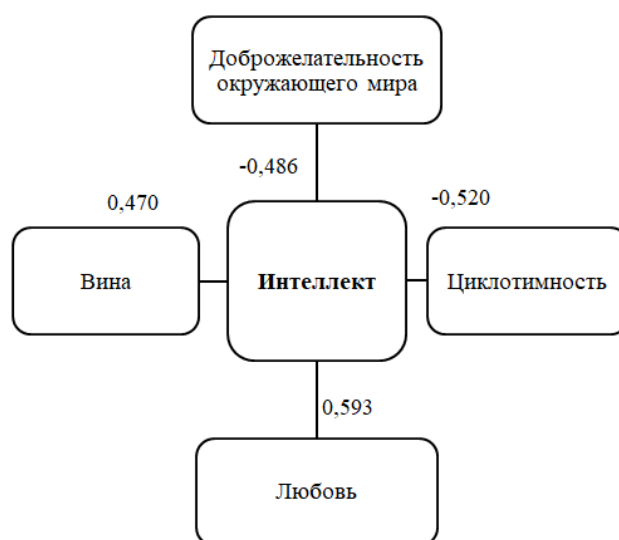 Доброжелательность
окружающего мира
-0,486
0,470
-0,520
Вина
Интеллект
Циклотимность
0,593
Любовь